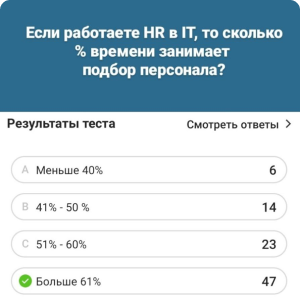 Если работаете HR в IT, то сколько
% времени занимает
подбор персонала?
Результаты теста
Смотреть ответы
A Меньше 40% 6
B 41% - 50 % 14
C 51% - 60% 23
Больше 61% 47